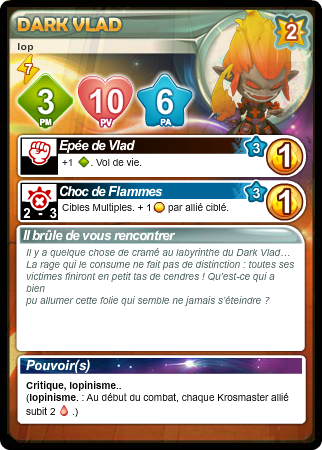 DARK VLAD
2
Iop
7
3
PM
10
PV
6
PA
Epée de Vlad
3
1
+1 . Vol de vie.
Choc de Flammes
3
1
2 - 3
Cibles Multiples. + 1 par allié ciblé.
Il brûle de vous rencontrer
Il y a quelque chose de cramé au labyrinthe du Dark Vlad…
La rage qui le consume ne fait pas de distinction : toutes ses
victimes finiront en petit tas de cendres ! Qu'est-ce qui a
bien
pu allumer cette folie qui semble ne jamais s'éteindre ?
Pouvoir(s)
Critique, Iopinisme..
(Iopinisme. : Au début du combat, chaque Krosmaster allié
subit 2 .)